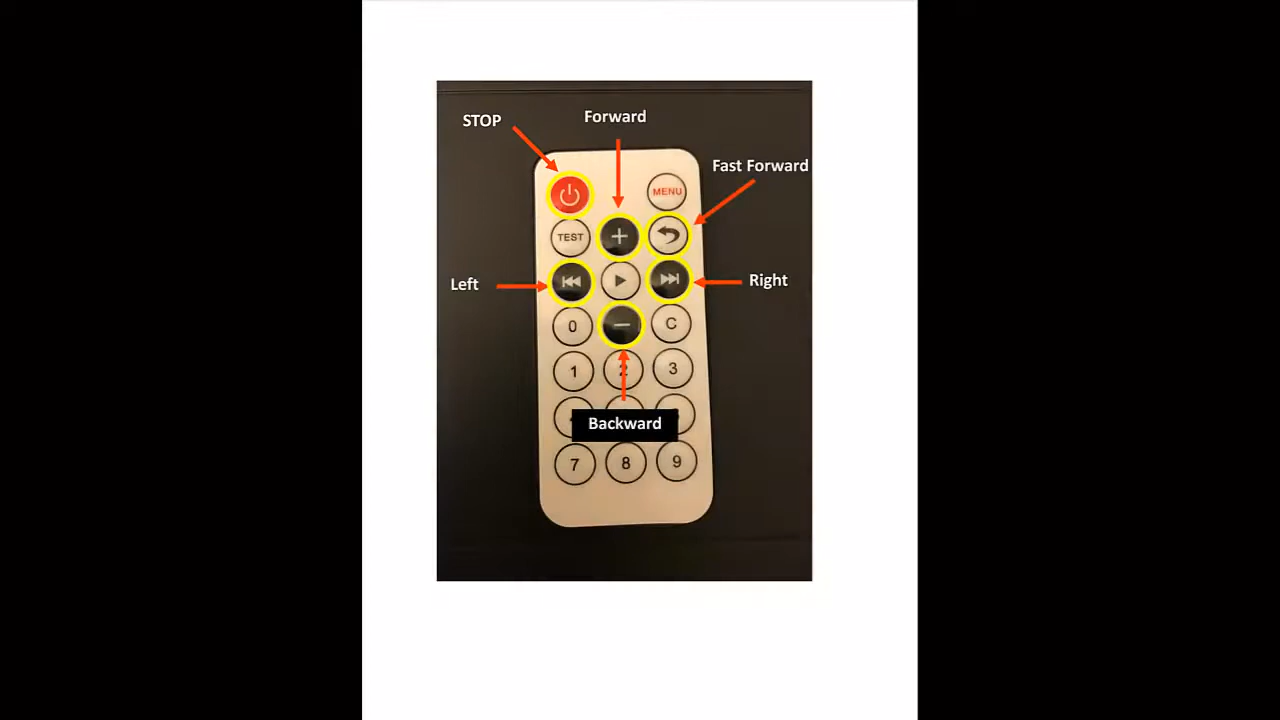 STOP
Forward
Fast Forward
MENU
TEST
Left
Right
0
C
1
2
3
Backward
7
8
9